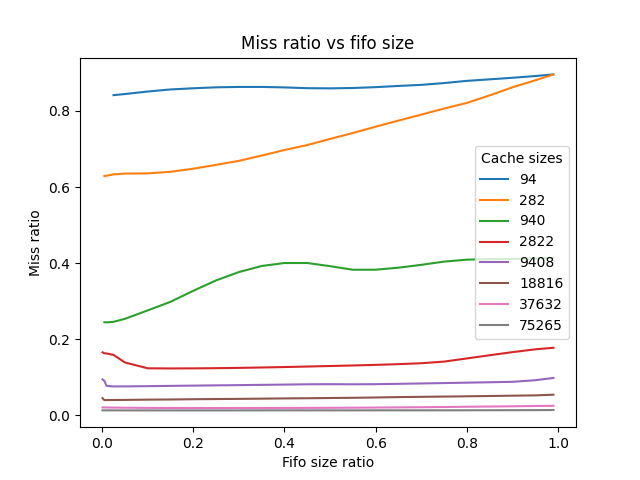 Miss ratio vs fifo size
Miss ratio
0.8
0.6
0.4
0.2
0.0
Cache sizes
94
282
940
2822
9408
18816
37632
75265
0.0 0.2 0.4 0.6 0.8 1.0
Fifo size ratio